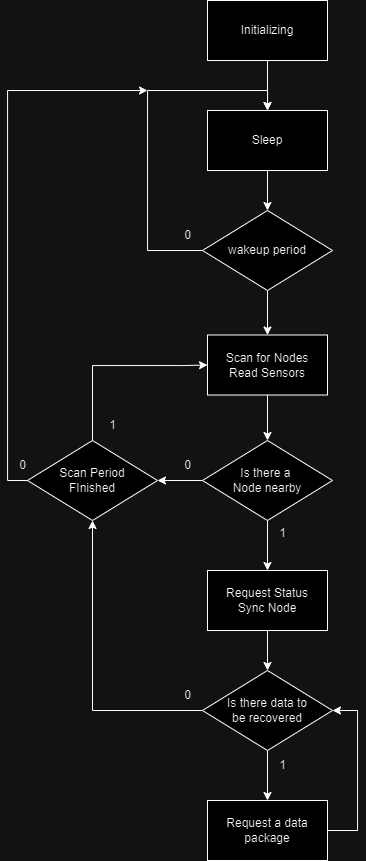 Initializing
Sleep
0
wakeup period
Scan for Nodes
Read Sensors
1
0
Scan Period
FInished
0
Is there a
Node nearby
1
Request Status
Sync Node
0
Is there data to
be recovered
1
Request a data
package